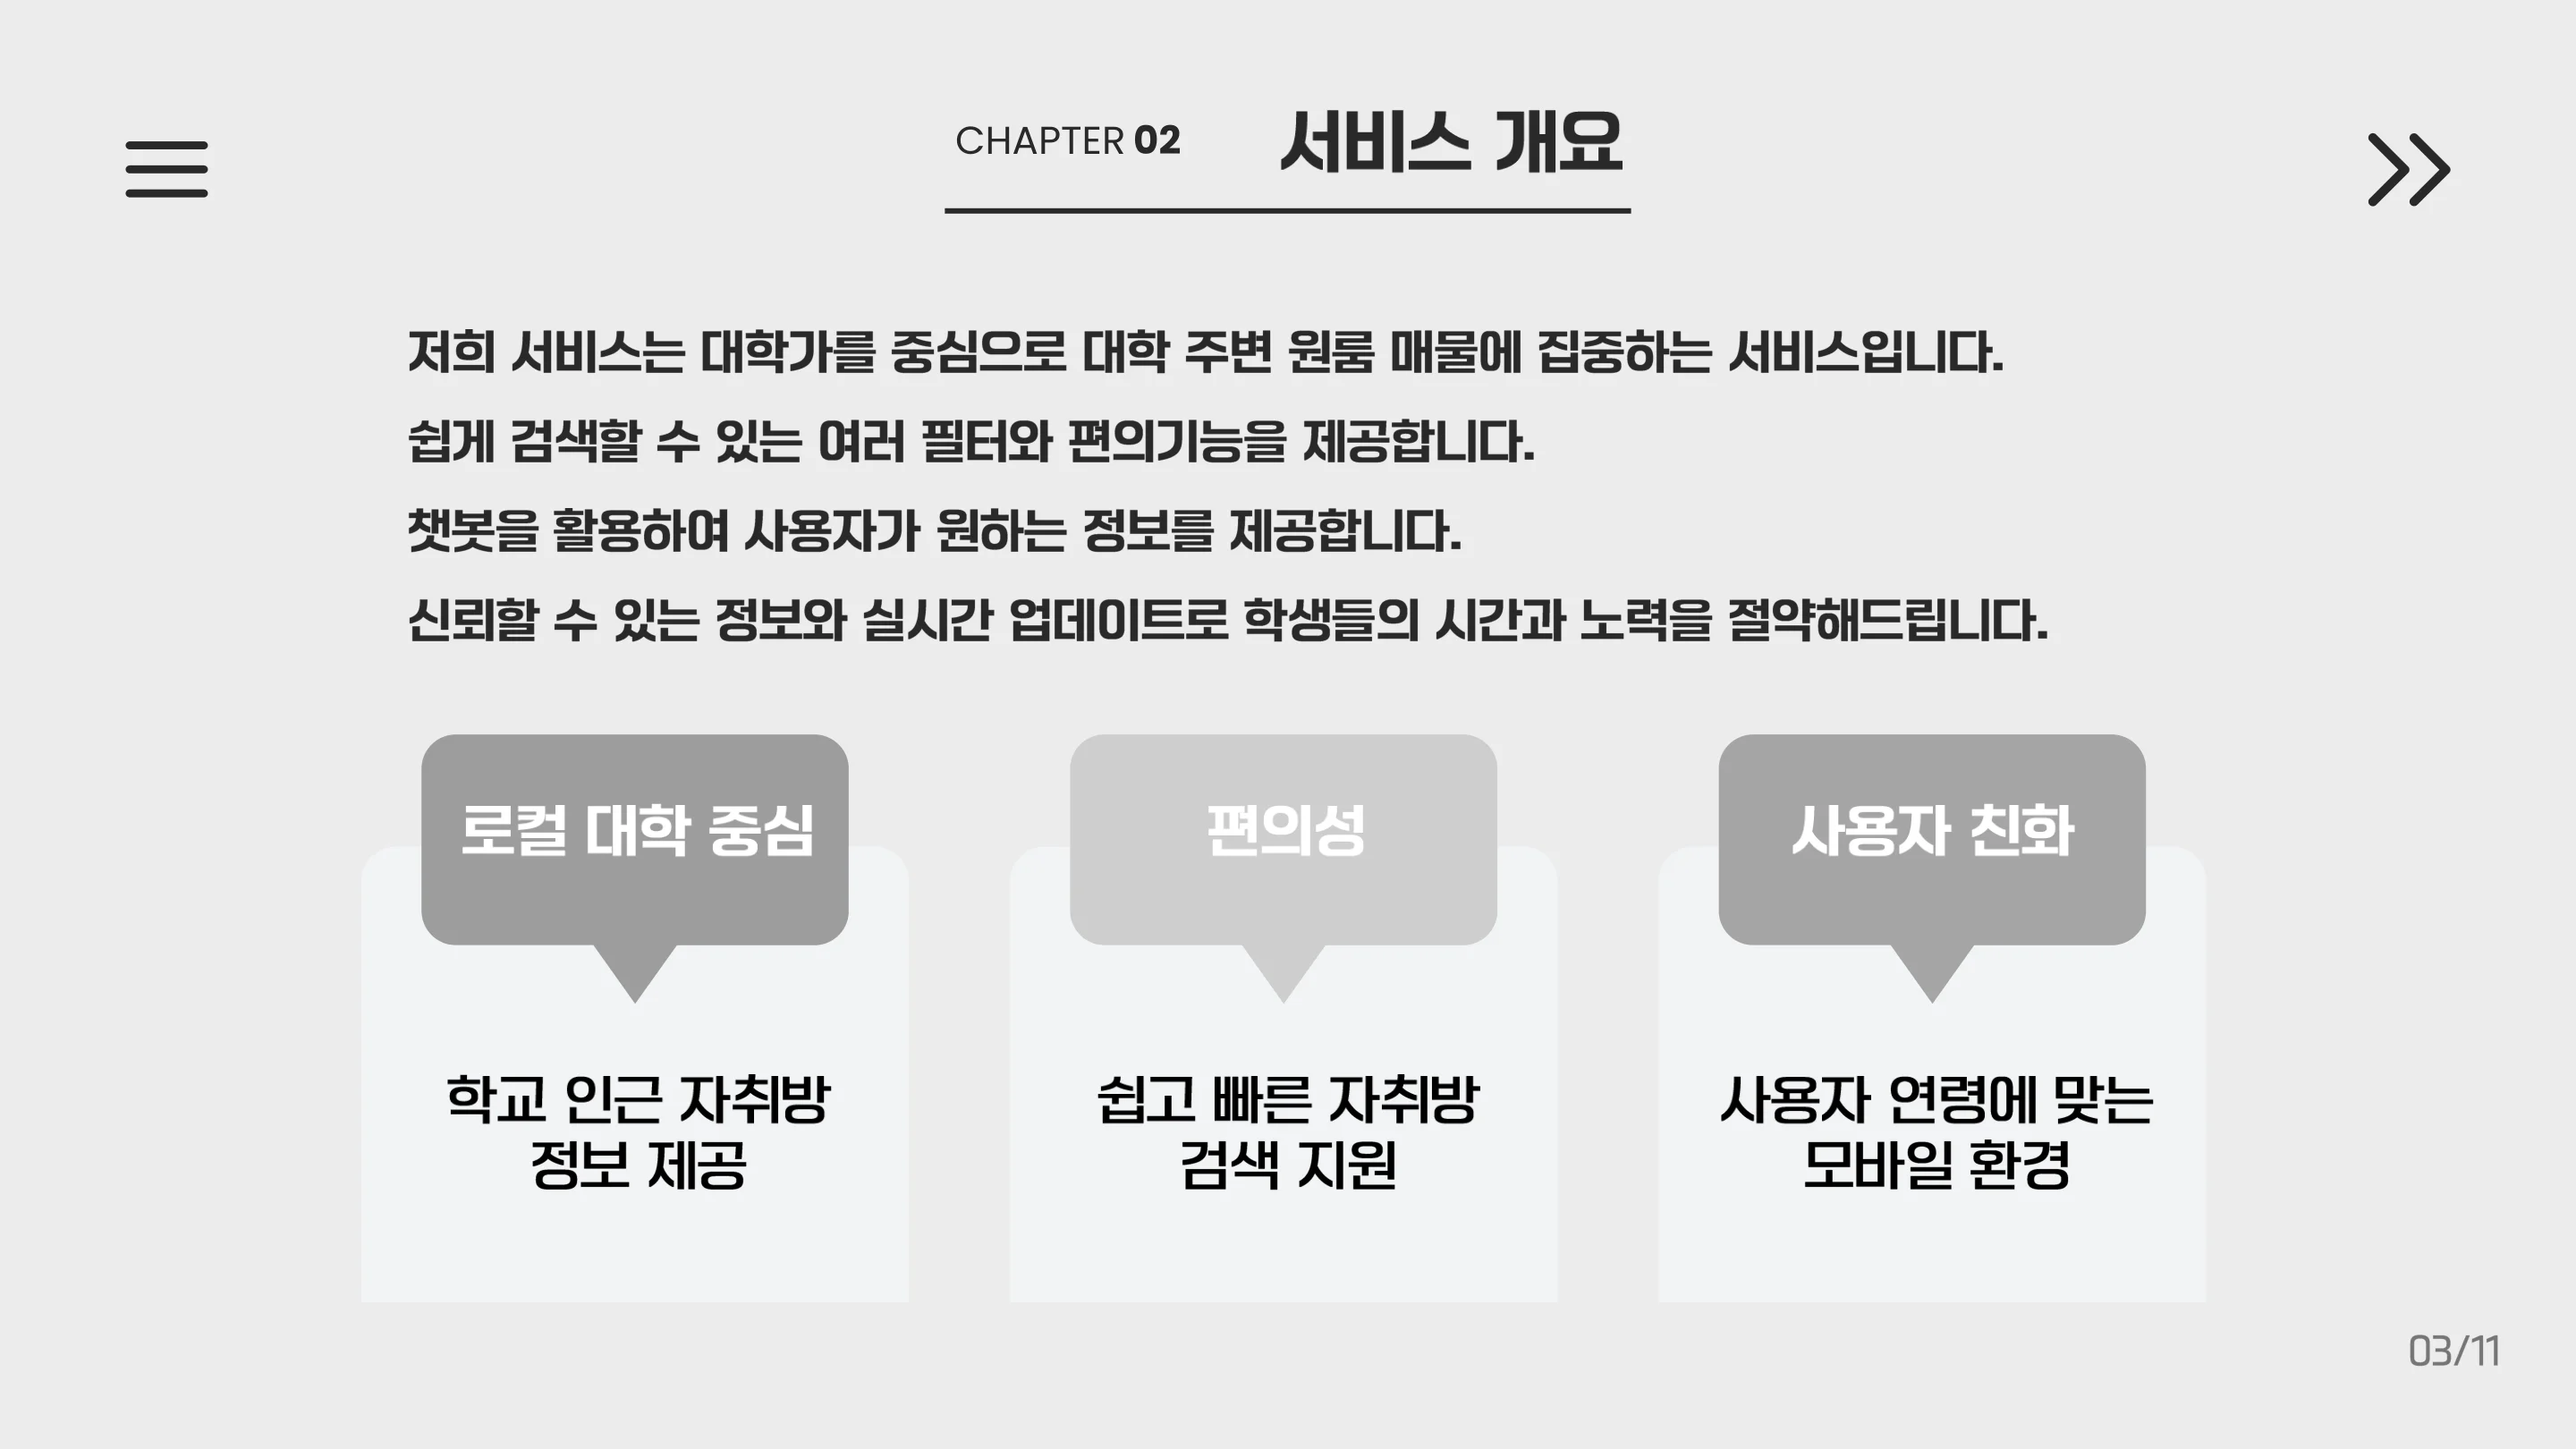 CHAPTER 02 서비스 개요
저희 서비스는 대학가를 중심으로 대학 주변 원룸 매물에 집중하는 서비스입니다.
쉽게 검색할 수 있는 여러 필터와 편의기능을 제공합니다.
챗봇을 활용하여 사용자가 원하는 정보를 제공합니다.
신뢰할 수 있는 정보와 실시간 업데이트로 학생들의 시간과 노력을 절약해드립니다.
로컬 대학 중심
학교 인근 자취방
정보 제공
편의성
쉽고 빠른 자취방
검색 지원
사용자 친화
사용자 연령에 맞는
모바일 환경
03/11